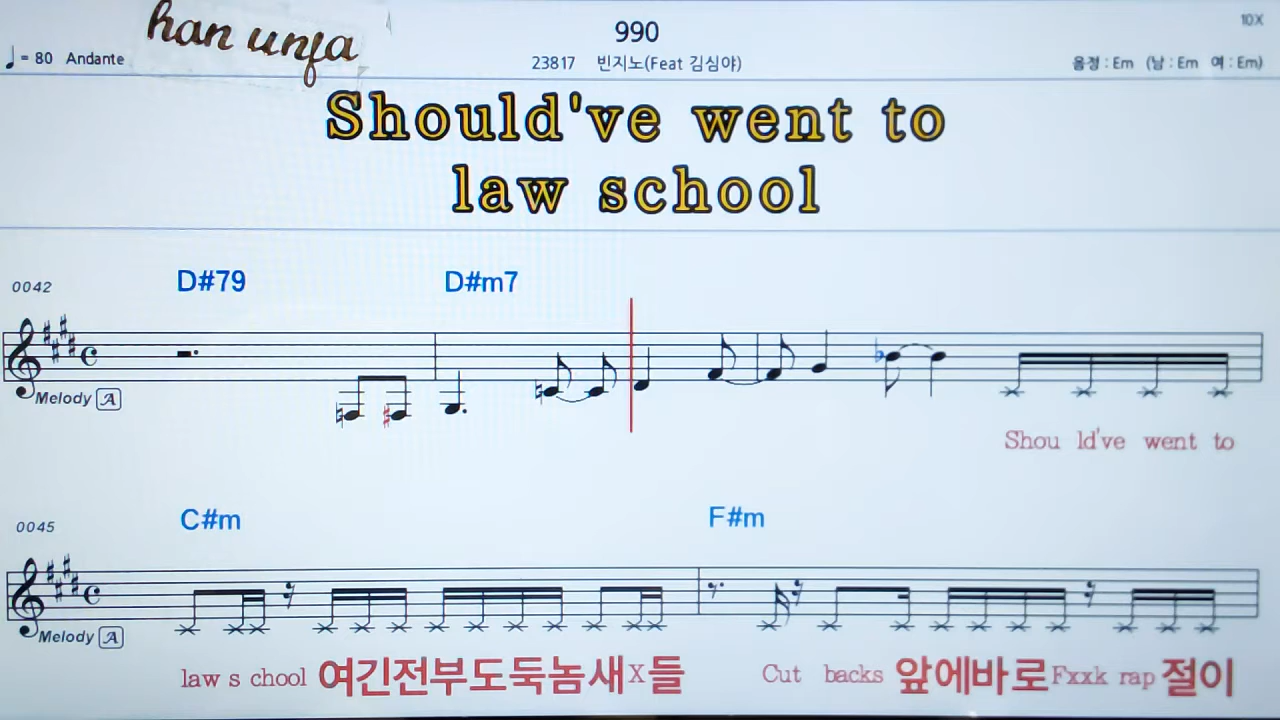 han unja
990
10X
♩= 80 Andante
23817 빈지노(Feat 김심야)
음정 : Em (남 : Em 여 : Em)
Should've went to
law school
0042
D#79 D#m7
Melody A
Shou ld've went to
0045
C#m F#m
Melody A
law s chool 여긴전부도둑놈새X들 Cut backs 앞에바로Fxxk rap 절이